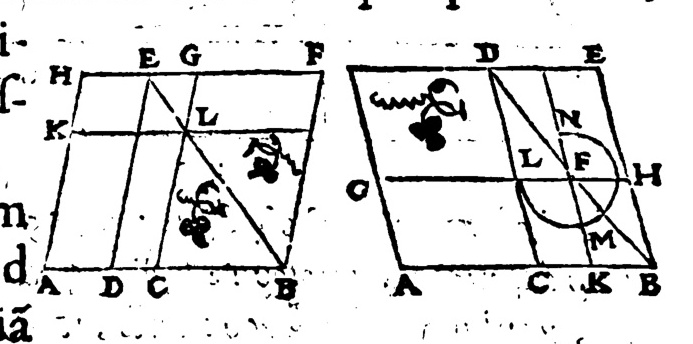 i-
H E G F D E
ſ-
K L N
L F H
G
m M
d
A D C B A C K B
iã